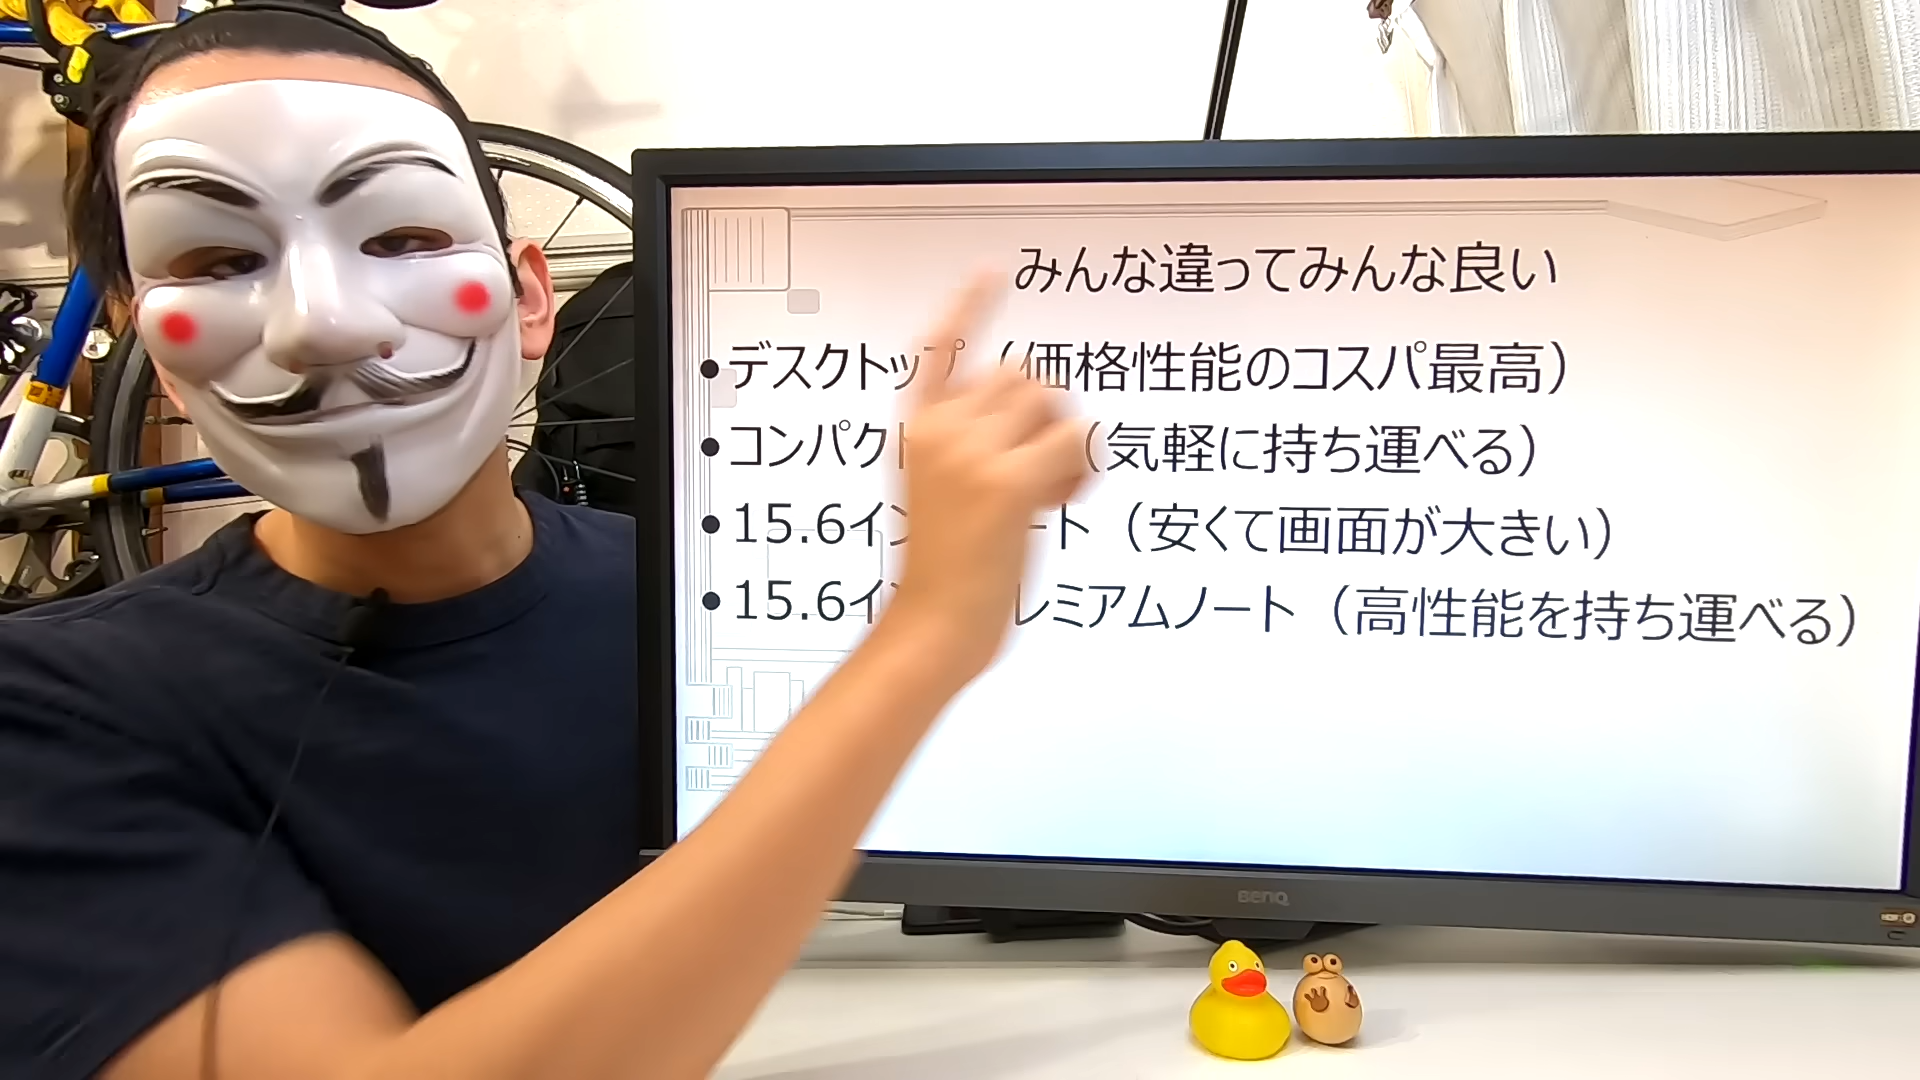 みんな違ってみんな良い
•デスクトップ（価格性能のコスパ最高）
•コンパクト（気軽に持ち運べる）
•15.6インート（安くて画面が大きい）
•15.6インレミアムノート（高性能を持ち運べる）
BenQ